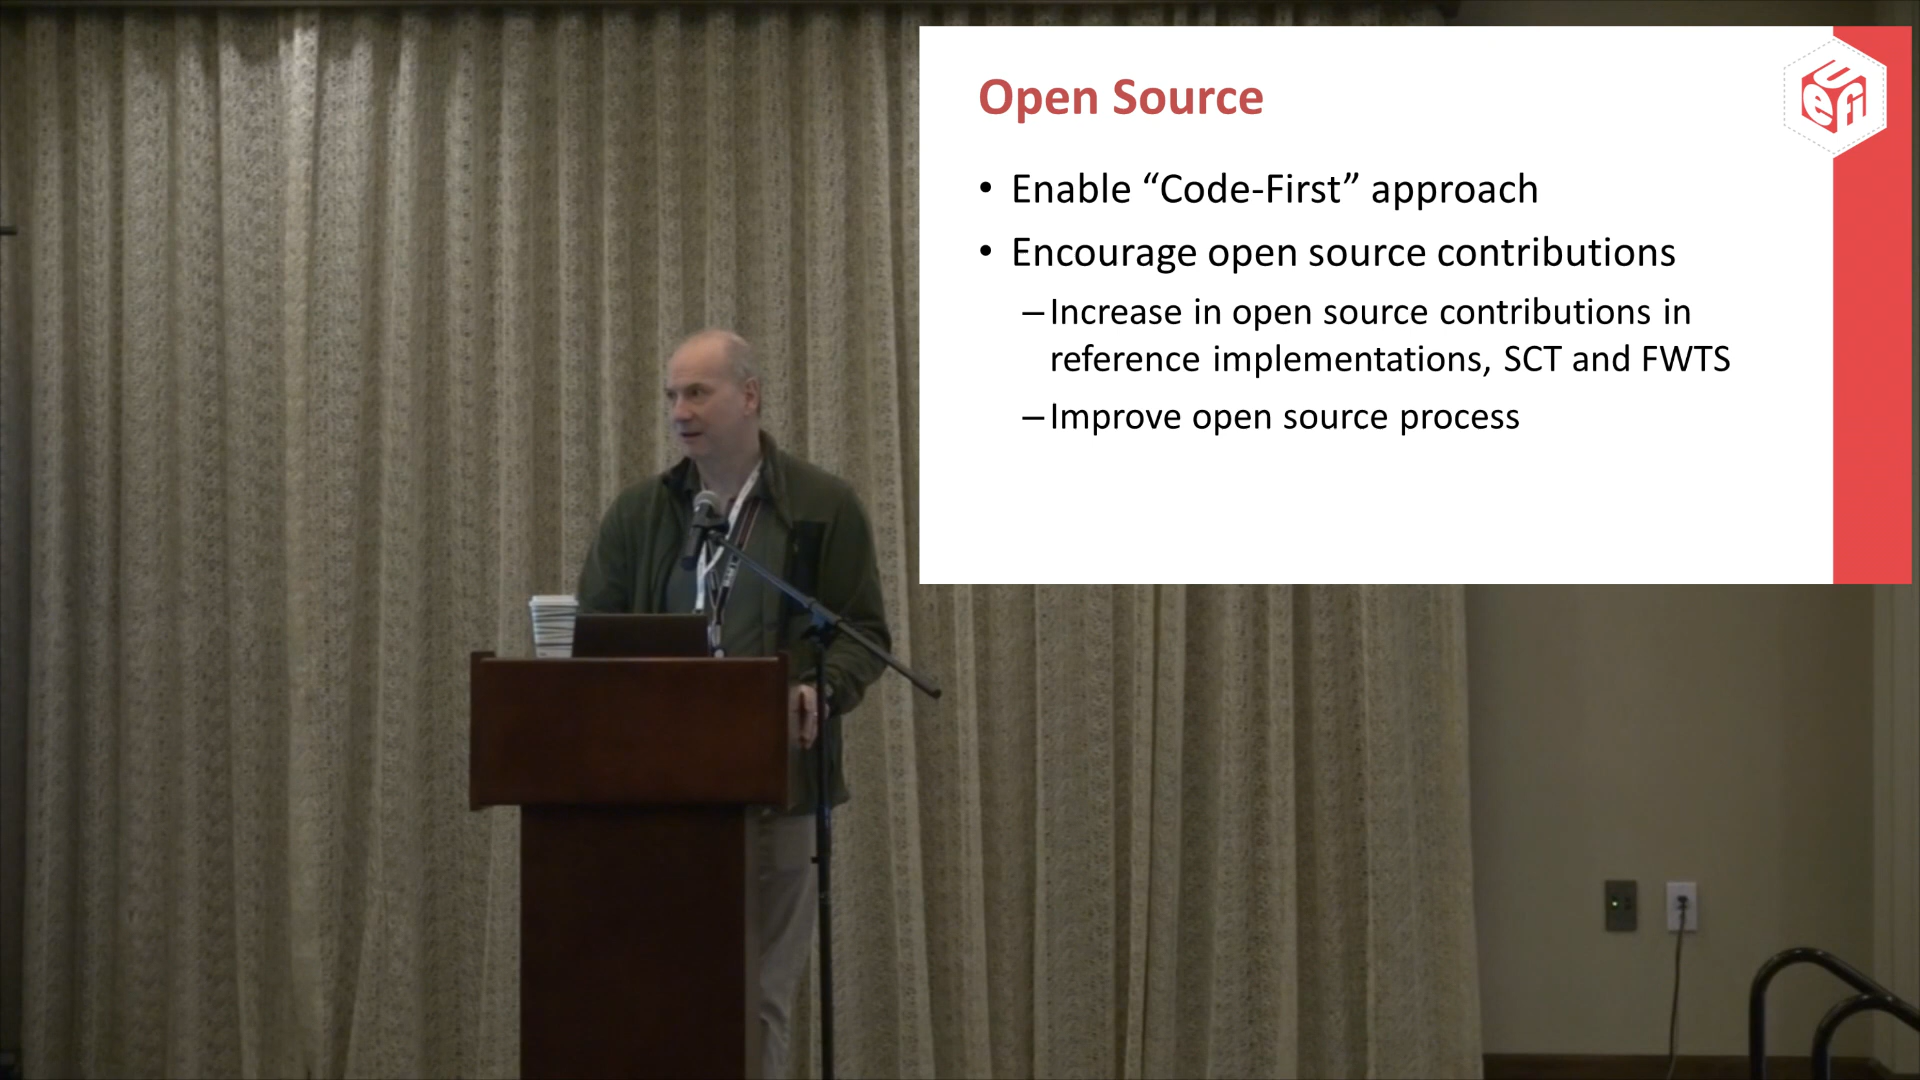 Open Source
uefi
• Enable “Code-First” approach
• Encourage open source contributions
– Increase in open source contributions in
reference implementations, SCT and FWTS
– Improve open source process